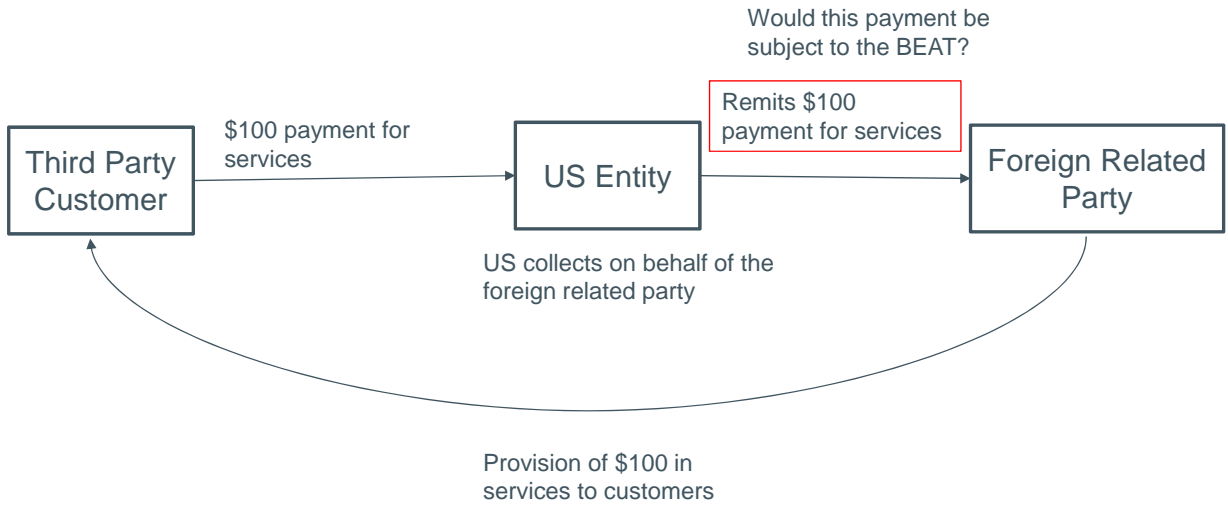 Would this payment be
subject to the BEAT?
Remits $100
payment for services
$100 payment for
services
Third Party
Customer
US Entity
Foreign Related
Party
US collects on behalf of the
foreign related party
Provision of $100 in
services to customers